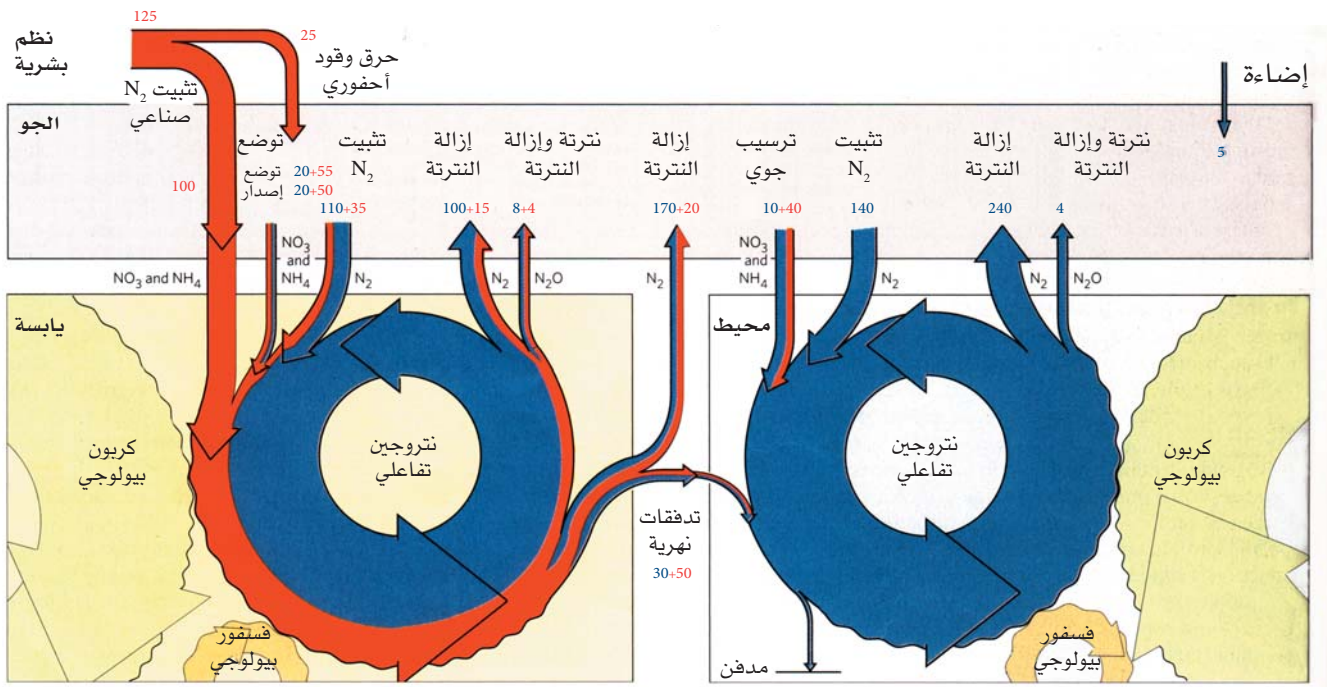 125
25
نظم
بشرية
حرق وقود
أحفوري
إضاءة
تثبيت N2
صناعي
الجو
توضع
تثبيت
N2
إزالة
النترتة
نترتة وإزالة
النترتة
إزالة
النترتة
ترسيب
جوي
تثبيت
N2
إزالة
النترتة
نترتة وإزالة
النترتة
5
توضع 20+55
إصدار 20+50
100
110+35
100+15
8+4
170+20
10+40
140
240
4
NO3
and
NH4
NO3 and NH4
N2
N2
N2O
N2
NO3
and
NH4
N2
N2
N2O
يابسة
محيط
كربون
بيولوجي
نتروجين
تفاعلي
نتروجين
تفاعلي
كربون
بيولوجي
تدفقات
نهرية
30+50
فسفور
بيولوجي
فسفور
بيولوجي
مدفن